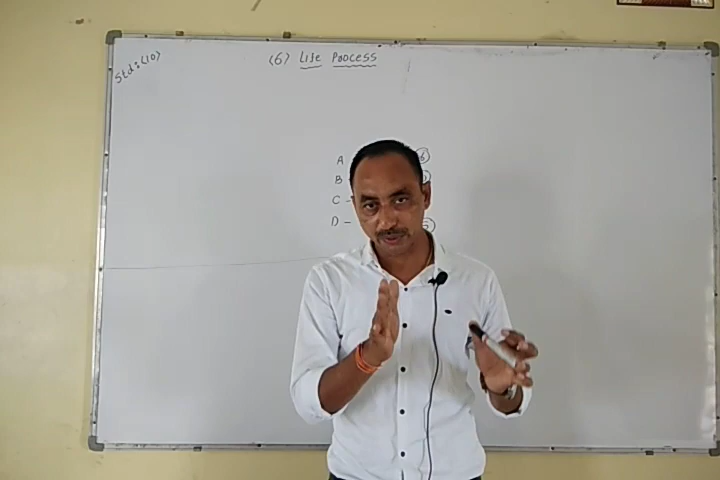 Std:(10)
(6) Life Process
A
B
C -
D -